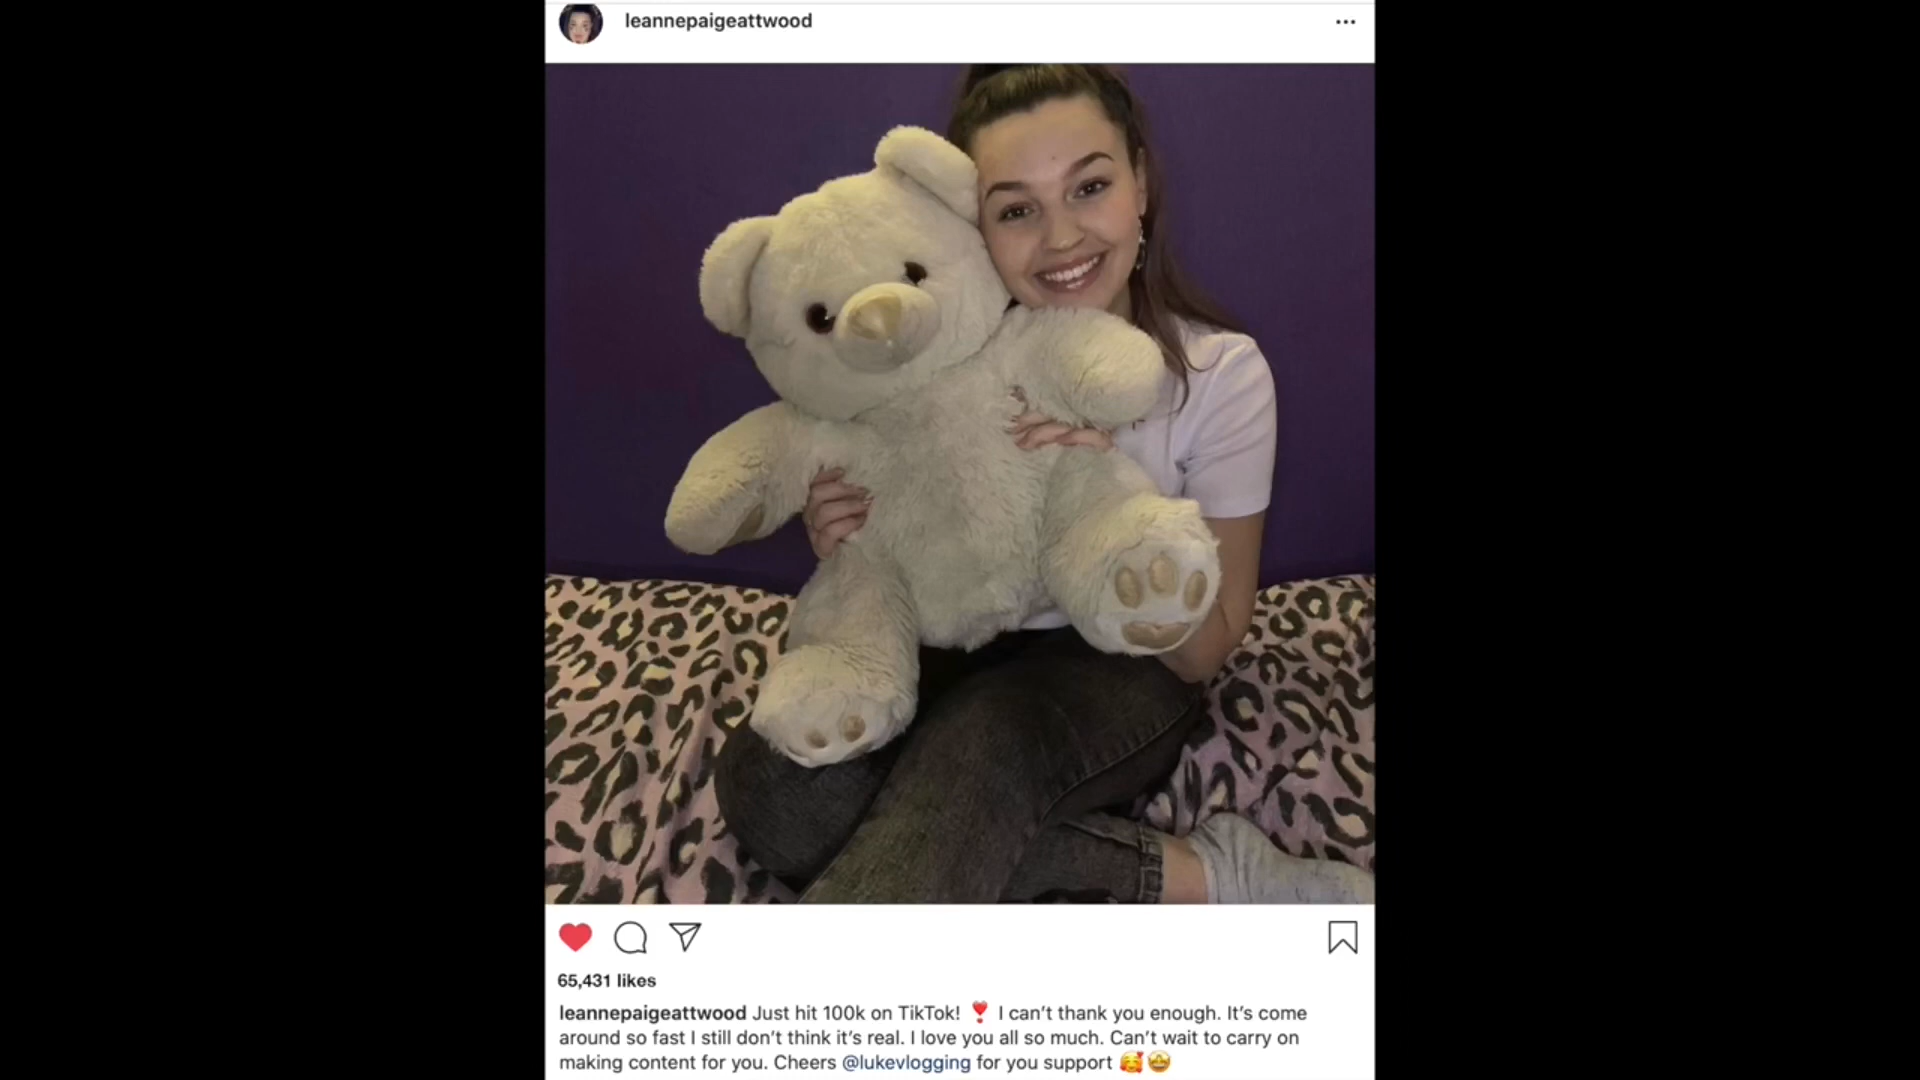 leannepaigeattwood
65,431 likes
leannepaigeattwood Just hit 100k on TikTok! ❣️ I can't thank you enough. It's come
around so fast I still don't think it's real. I love you all so much. Can't wait to carry on
making content for you. Cheers @lukevlogging for you support 🥰🤩